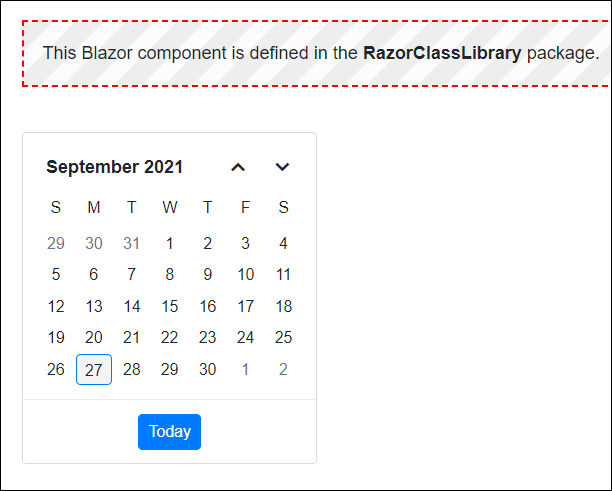 This Blazor component is defined in the RazorClassLibrary package.
September 2021
S M T W T F S
29 30 31 1 2 3 4
5 6 7 8 9 10 11
12 13 14 15 16 17 18
19 20 21 22 23 24 25
26 27 28 29 30 1 2
Today